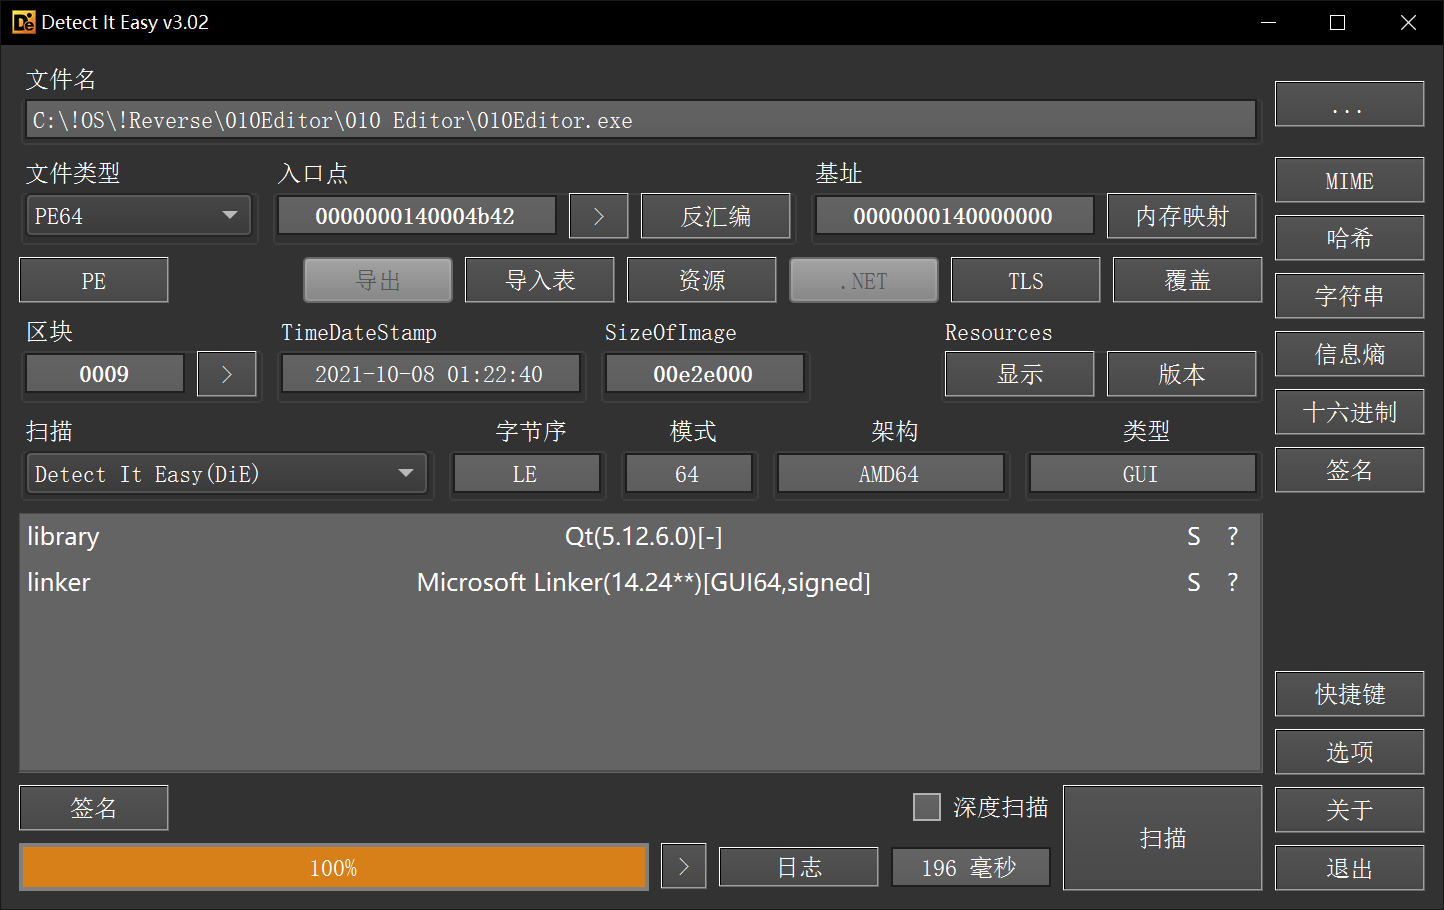 Detect It Easy v3.02
文件名
C:\!OS\!Reverse\010Editor\010 Editor\010Editor.exe
...
文件类型 入口点 基址
PE64 0000000140004b42 > 反汇编 0000000140000000 内存映射
MIME
哈希
PE 导出 导入表 资源 .NET TLS 覆盖
字符串
区块 TimeDateStamp SizeOfImage Resources
0009 > 2021-10-08 01:22:40 00e2e000 显示 版本
信息熵
十六进制
扫描 字节序 模式 架构 类型
Detect It Easy(DiE) LE 64 AMD64 GUI
签名
library Qt(5.12.6.0)[-] S ?
linker Microsoft Linker(14.24**)[GUI64,signed] S ?
快捷键
选项
签名 深度扫描 扫描
关于
100% > 日志 196 毫秒
退出